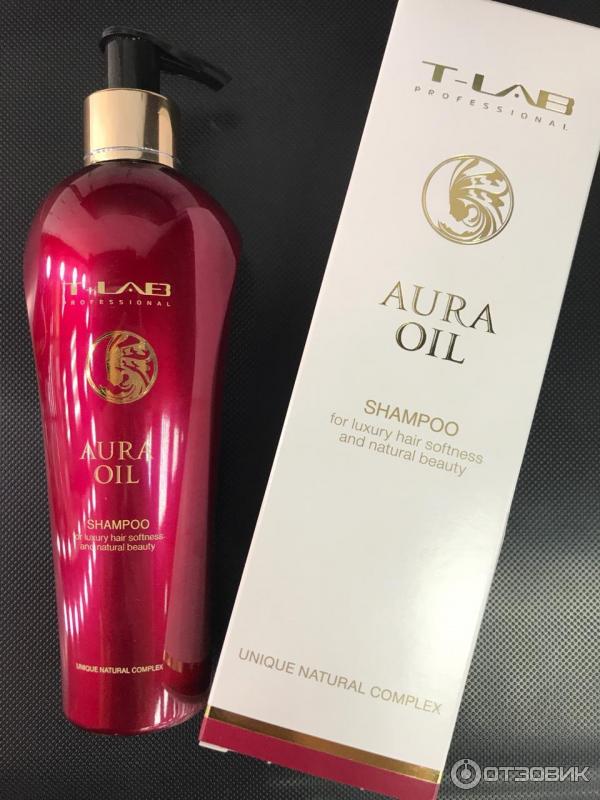 T-LAB
PROFESSIONAL
AURA
OIL
SHAMPOO
for luxury hair softness
and natural beauty
UNIQUE NATURAL COMPLEX
T-LAB
PROFESSIONAL
AURA
OIL
SHAMPOO
for luxury hair softness
and natural beauty
UNIQUE NATURAL COMPLEX
ОТЗОВИК